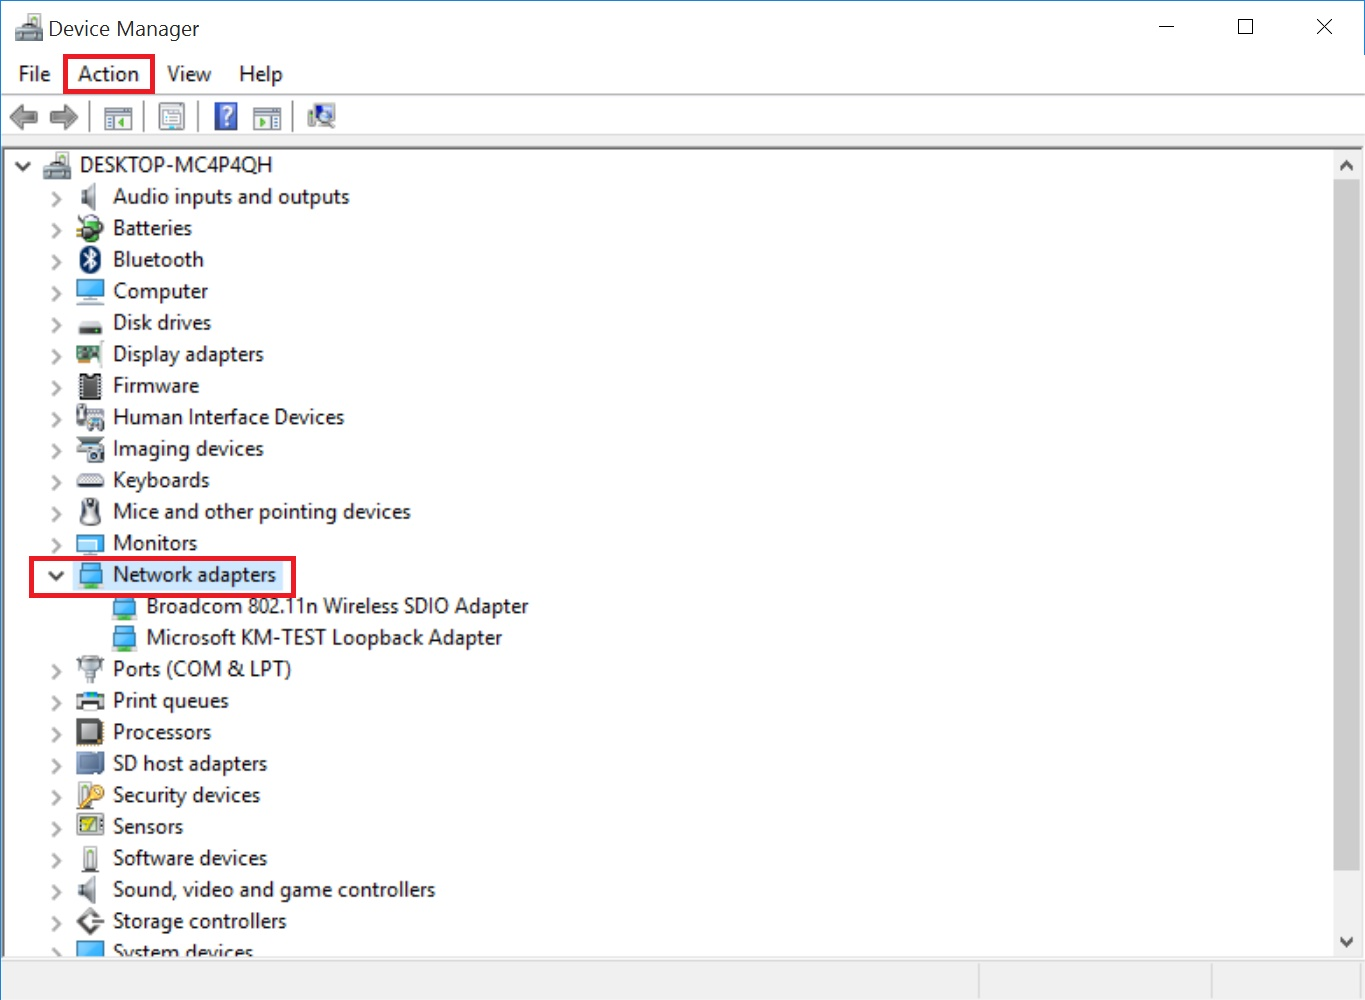 Device Manager
File Action View Help
DESKTOP-MC4P4QH
Audio inputs and outputs
Batteries
Bluetooth
Computer
Disk drives
Display adapters
Firmware
Human Interface Devices
Imaging devices
Keyboards
Mice and other pointing devices
Monitors
Network adapters
Broadcom 802.11n Wireless SDIO Adapter
Microsoft KM-TEST Loopback Adapter
Ports (COM & LPT)
Print queues
Processors
SD host adapters
Security devices
Sensors
Software devices
Sound, video and game controllers
Storage controllers
System devices